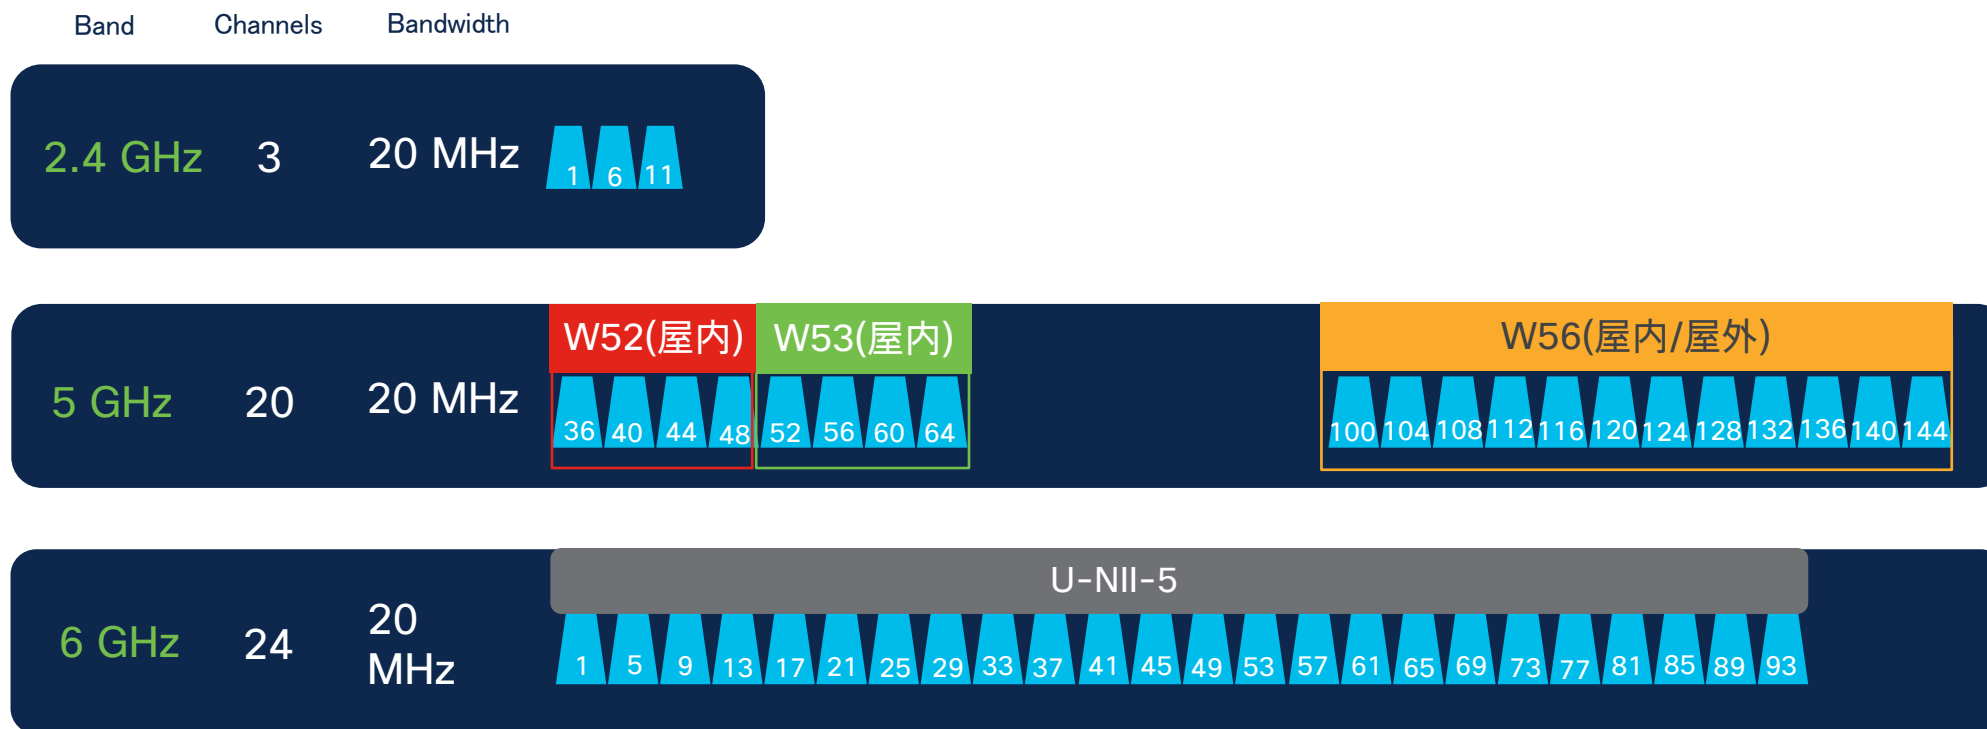 Band Channels Bandwidth
2.4 GHz 3 20 MHz 1 6 11
W52(屋内) W53(屋内) W56(屋内/屋外)
5 GHz 20 20 MHz 36 40 44 48 52 56 60 64 100 104 108 112 116 120 124 128 132 136 140 144
U-NII-5
6 GHz 24 20
MHz
1 5 9 13 17 21 25 29 33 37 41 45 49 53 57 61 65 69 73 77 81 85 89 93